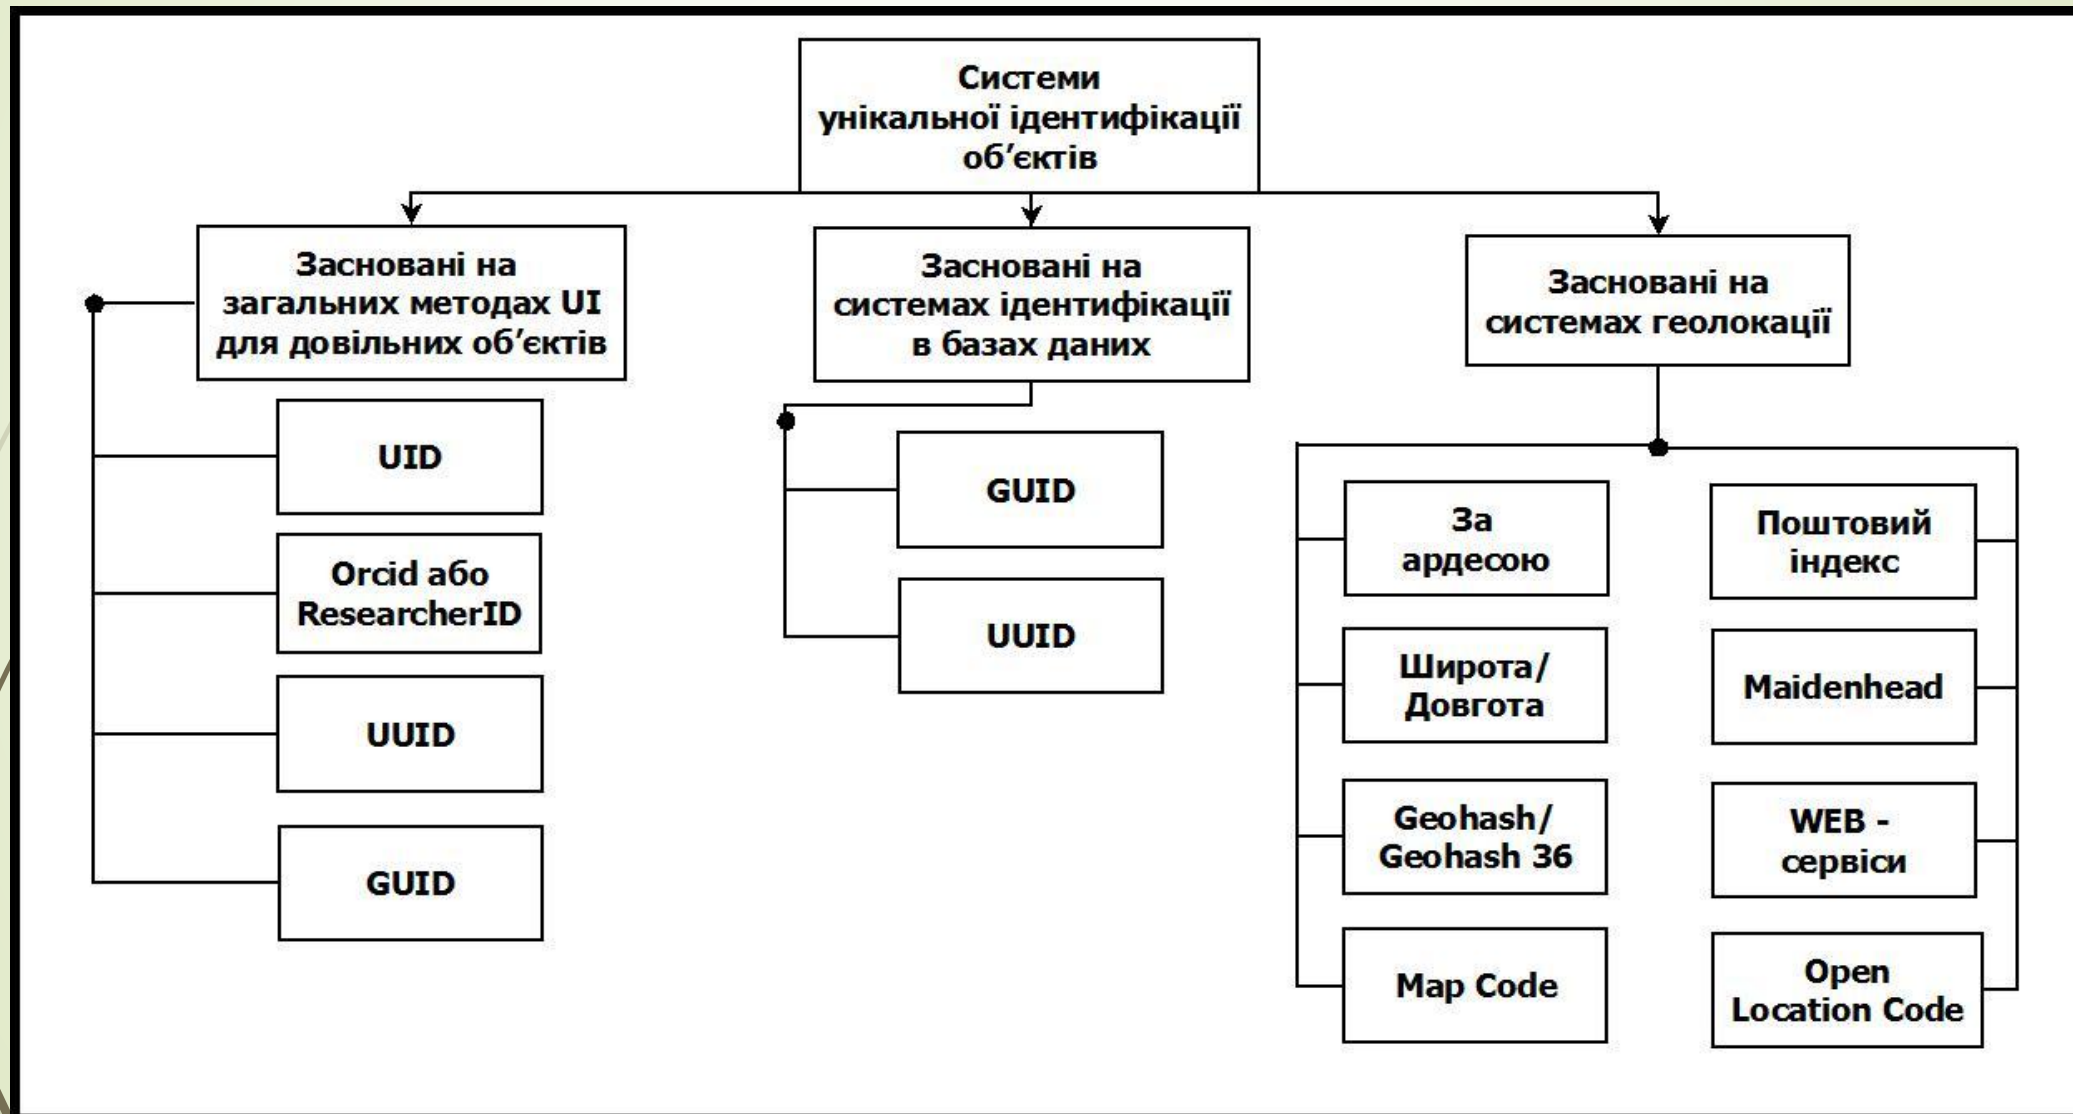 Системи
унікальної ідентифікації
об’єктів
Засновані на
загальних методах UI
для довільних об’єктів
UID
Orcid або
ResearcherID
UUID
GUID
Засновані на
системах ідентифікації
в базах даних
GUID
UUID
Засновані на
системах геолокації
За
ардесою
Широта/
Довгота
Geohash/
Geohash 36
Map Code
Поштовий
індекс
Maidenhead
WEB -
сервіси
Open
Location Code